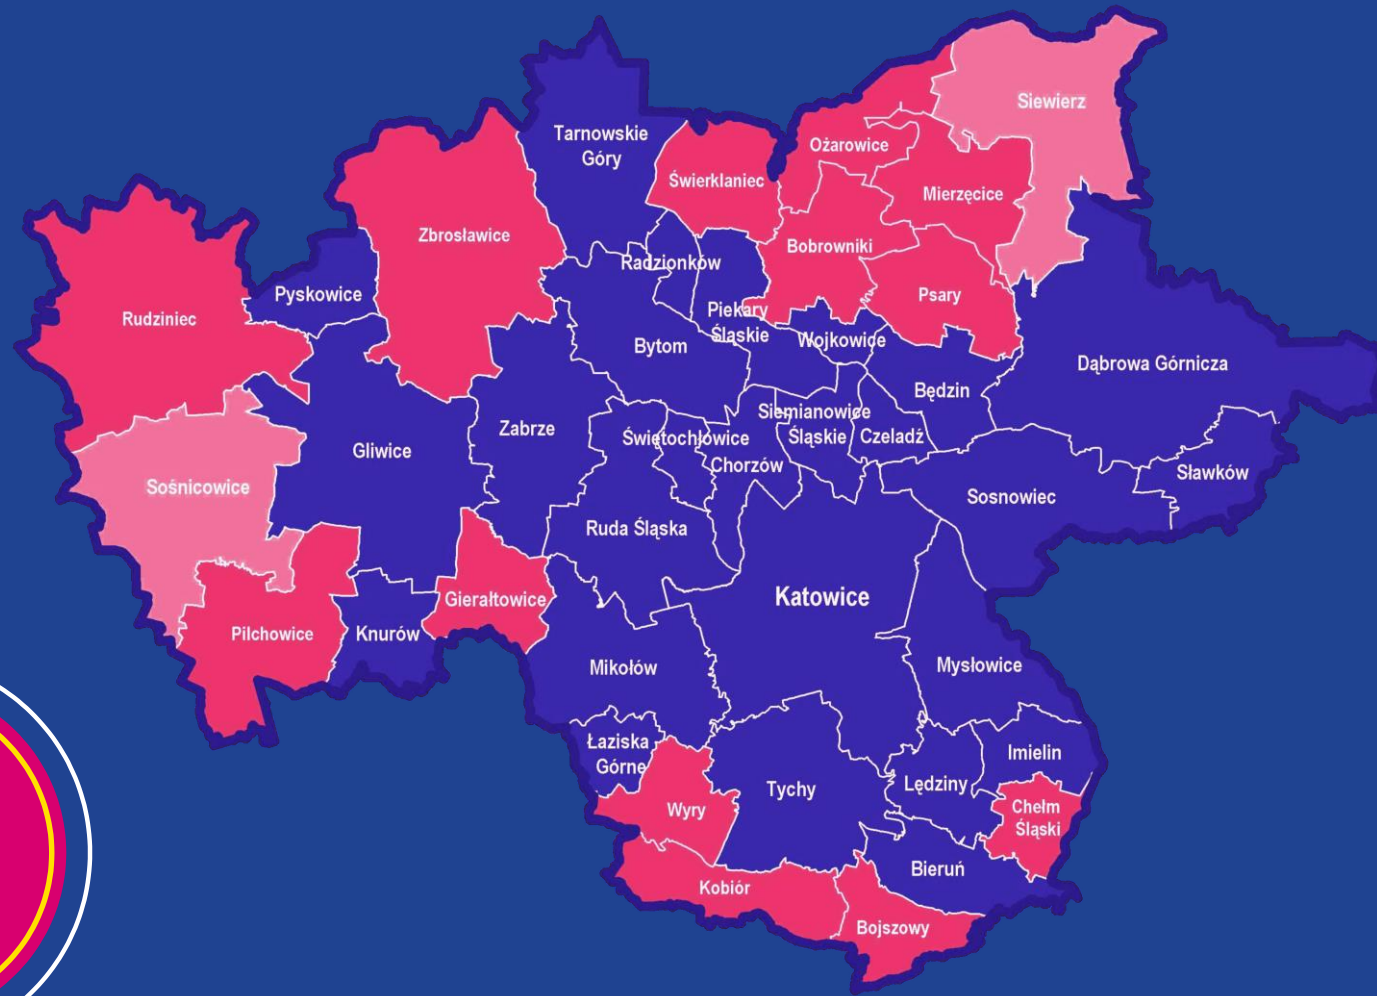 Siewierz
Tarnowskie
Góry
Ożarowice
Świerklaniec
Mierzęcice
Zbrosławice
Bobrowniki
Radzionków
Pyskowice
Psary
Rudziniec
Piekary
Śląskie
Wojkowice
Bytom
Dąbrowa Górnicza
Będzin
Siemianowice
Śląskie
Zabrze
Świętochłowice
Czeladź
Gliwice
Chorzów
Sławków
Sośnicowice
Sosnowiec
Ruda Śląska
Katowice
Gierałtowice
Pilchowice
Knurów
Mikołów
Mysłowice
Łaziska
Górne
Imielin
Lędziny
Tychy
Wyry
Chełm
Śląski
Bieruń
Kobiór
Bojszowy